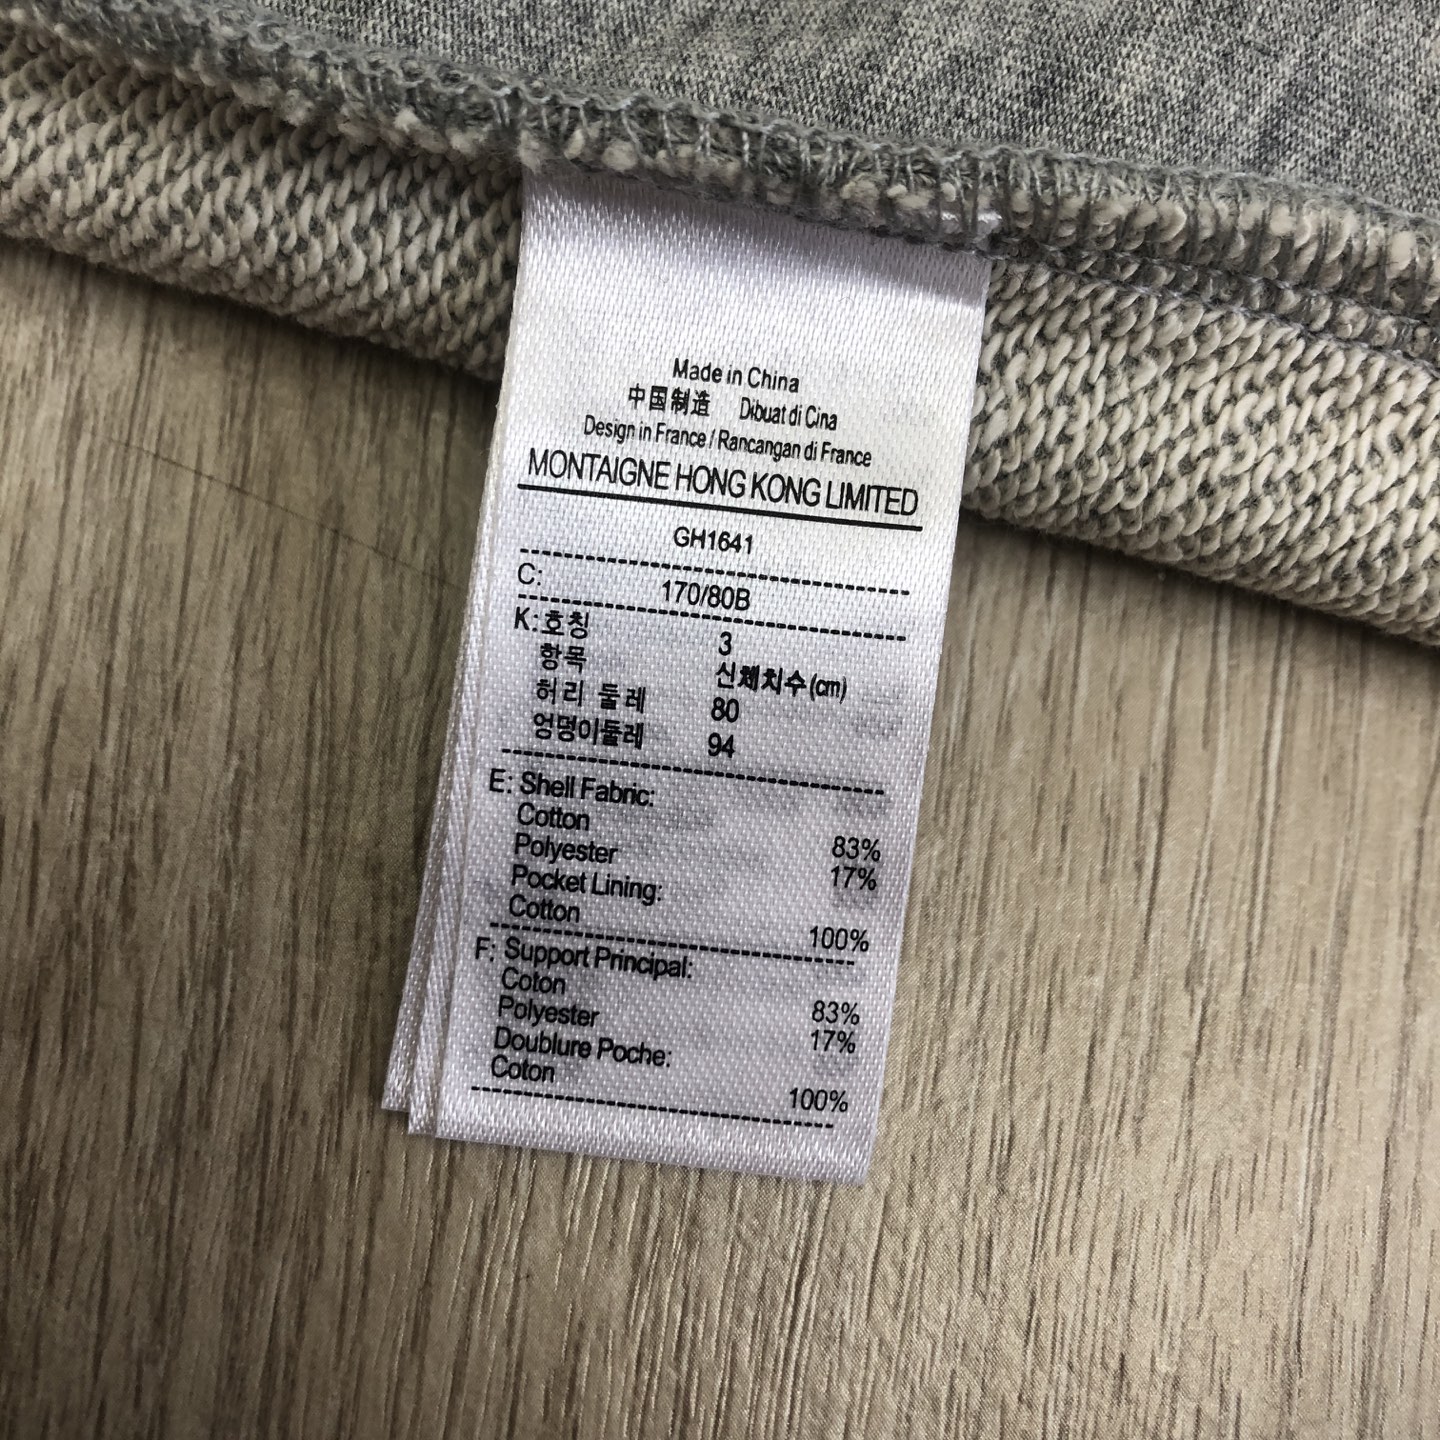 Made in China
中国制造 Dibuat di Cina
Design in France / Rancangan di France
MONTAIGNE HONG KONG LIMITED
GH1641
C: 170/80B
K: 호칭 3
항목 신체치수(cm)
허리 둘레 80
엉덩이둘레 94
E: Shell Fabric:
Cotton 83%
Polyester 17%
Pocket Lining:
Cotton 100%
F: Support Principal:
Coton 83%
Polyester 17%
Doublure Poche:
Coton 100%